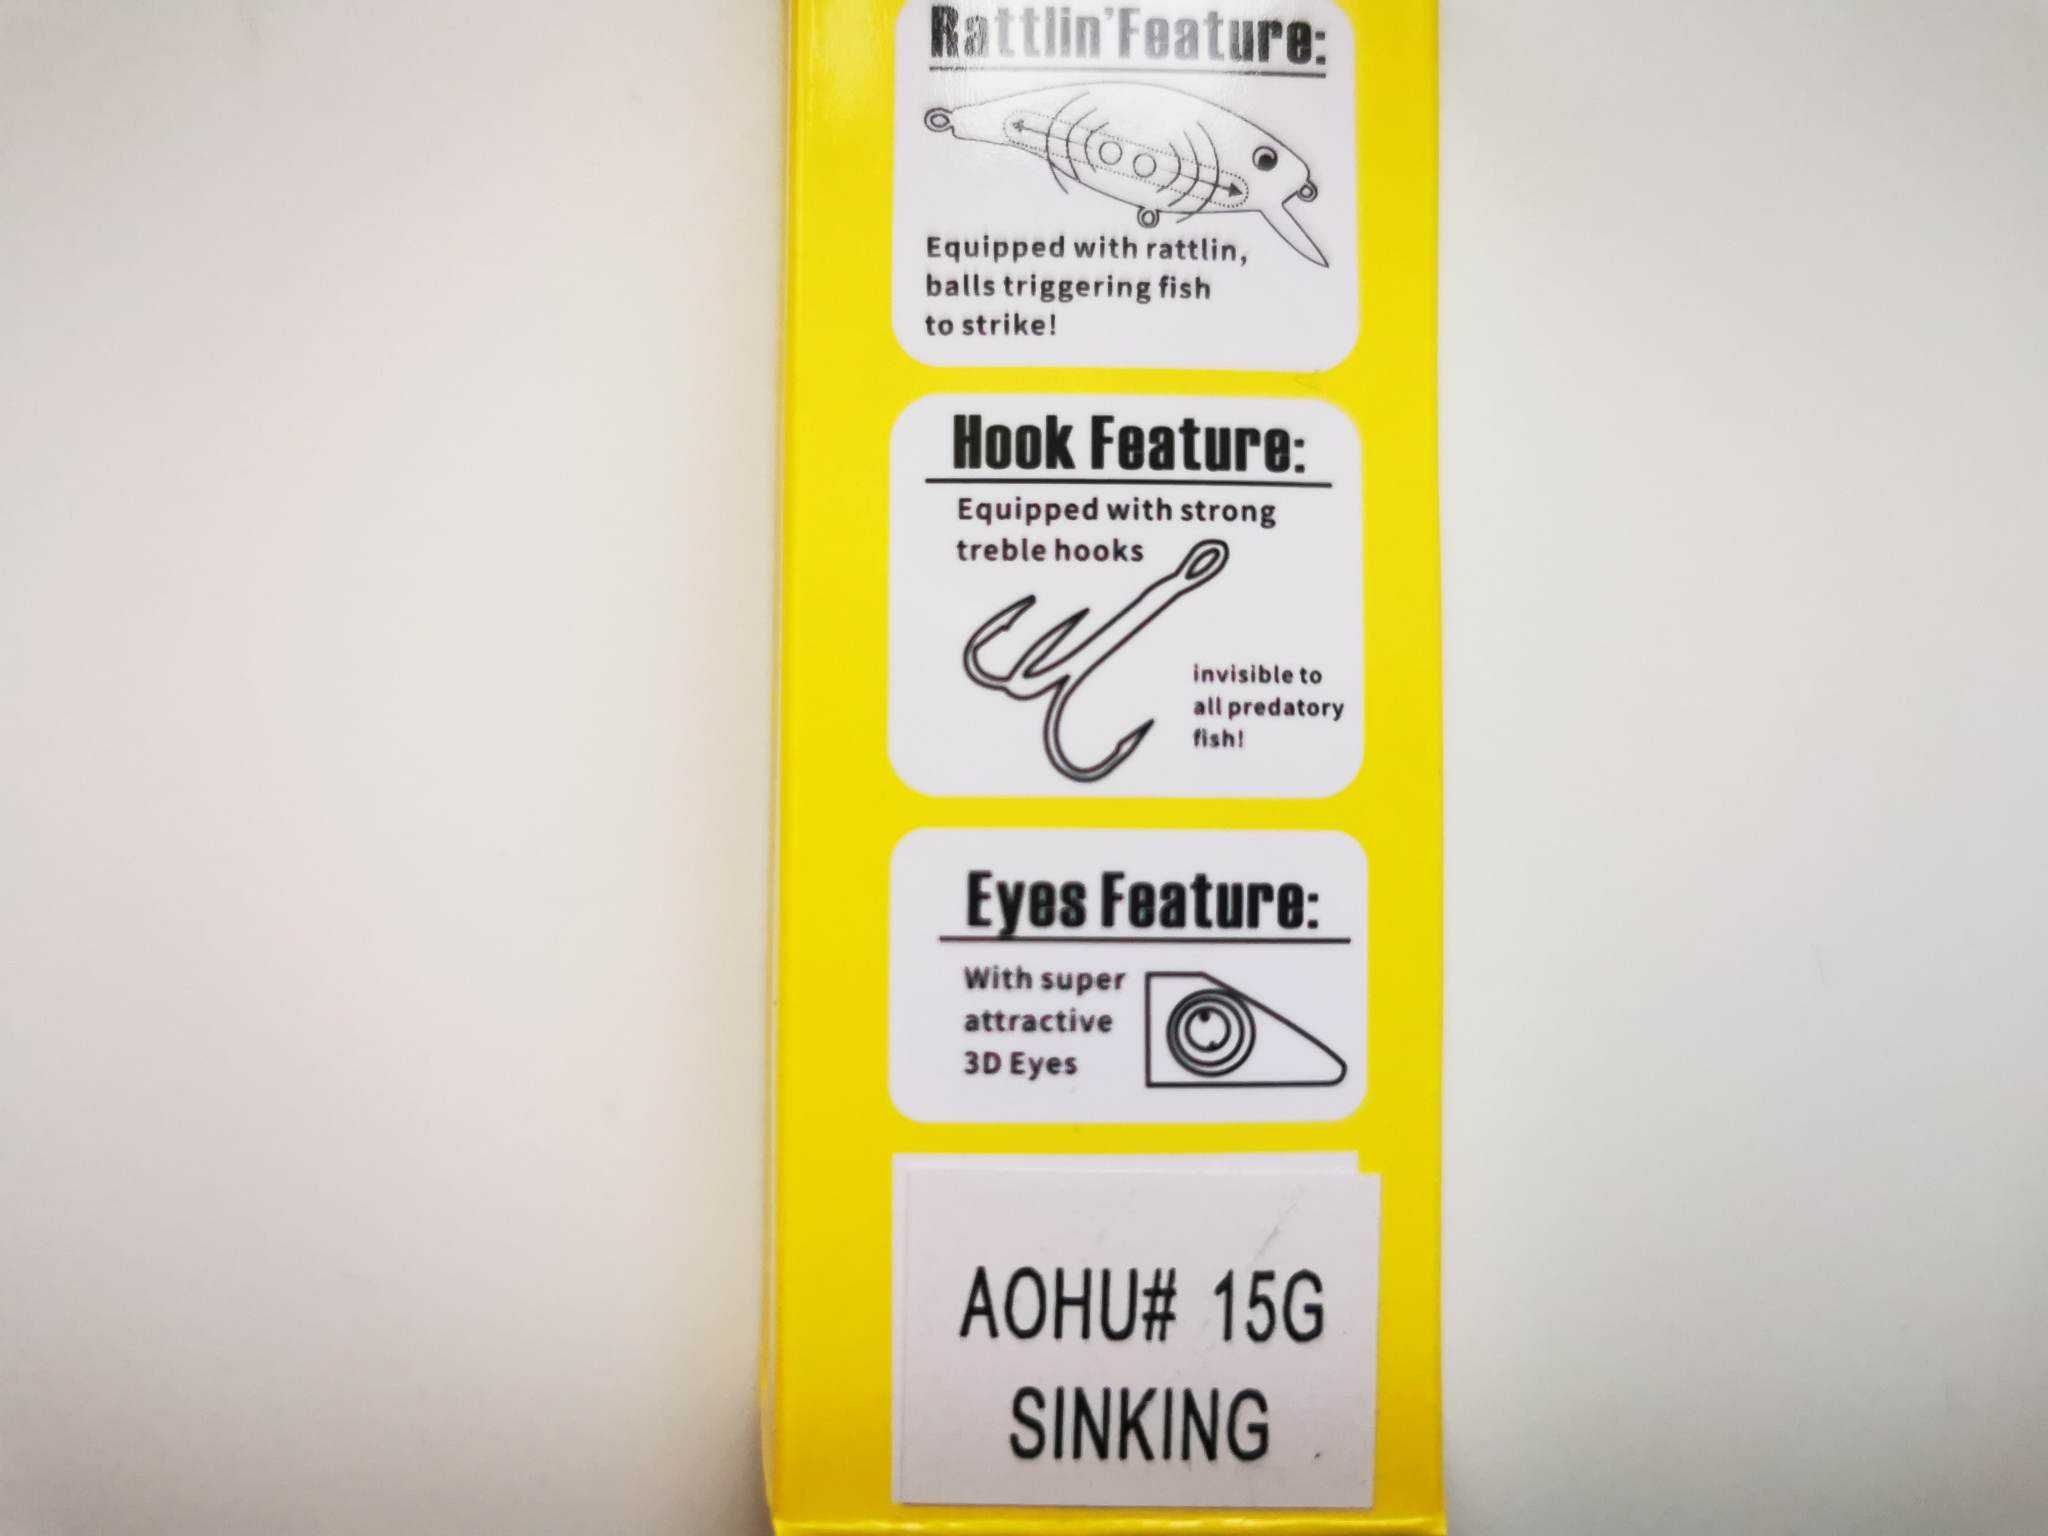 Rattlin'Feature:
Equipped with rattlin,
balls triggering fish
to strike!
Hook Feature:
Equipped with strong
treble hooks
invisible to
all predatory
fish!
Eyes Feature:
With super
attractive
3D Eyes
AOHU# 15G
SINKING